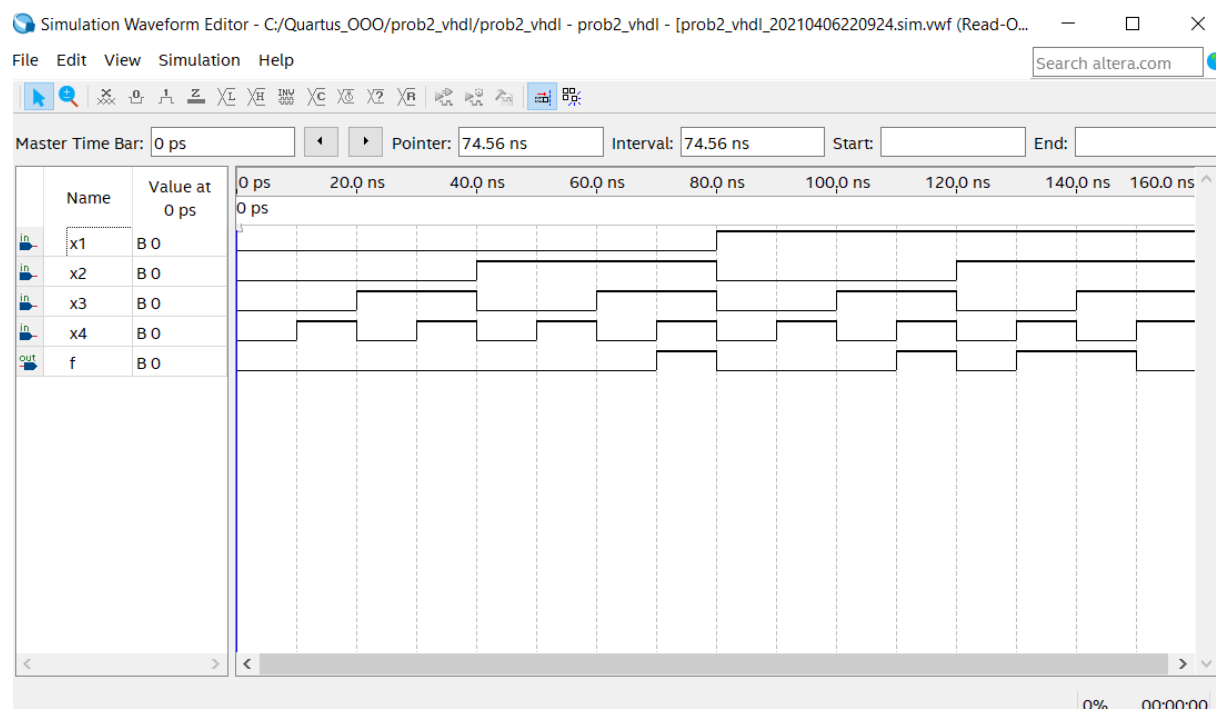 Simulation Waveform Editor - C:/Quartus_OOO/prob2_vhdl/prob2_vhdl - prob2_vhdl - [prob2_vhdl_20210406220924.sim.vwf (Read-O...
File Edit View Simulation Help
Search altera.com
Master Time Bar: 0 ps Pointer: 74.56 ns Interval: 74.56 ns Start: End:
Name Value at 0 ps
0 ps 20.0 ns 40.0 ns 60.0 ns 80.0 ns 100.0 ns 120.0 ns 140.0 ns 160.0 ns
0 ps
in x1 B 0
in x2 B 0
in x3 B 0
in x4 B 0
out f B 0
0% 00:00:00